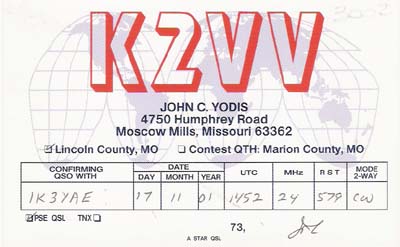 K2VV
JOHN C. YODIS
4750 Humphrey Road
Moscow Mills, Missouri 63362
Lincoln County, MO Contest QTH: Marion County, MO
CONFIRMING QSO WITH DATE DAY MONTH YEAR UTC MHz R S T MODE 2-WAY
IK3YAE 17 11 01 1452 24 579 CW
PSE QSL TNX
73,
A STAR QSL